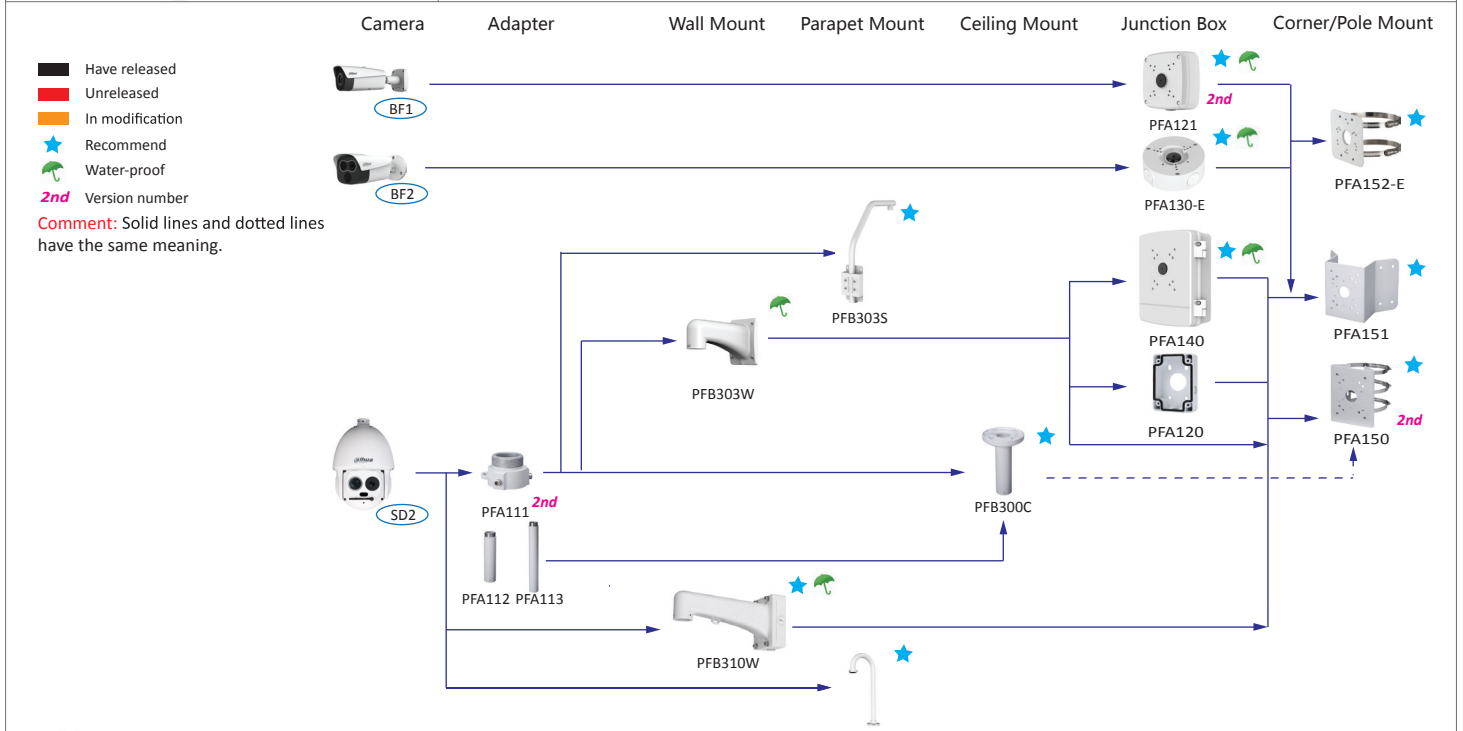 Camera Adapter Wall Mount Parapet Mount Ceiling Mount Junction Box Corner/Pole Mount
Have released
Unreleased
In modification
Recommend
Water-proof
2nd Version number
Comment: Solid lines and dotted lines
have the same meaning.
BF1
2nd
PFA121
BF2
PFA130-E
PFA152-E
PFB303S
PFA140
PFA151
PFB303W
PFA120
PFA150
2nd
alhua
SD2
PFA111
2nd
PFB300C
PFA112 PFA113
PFB310W